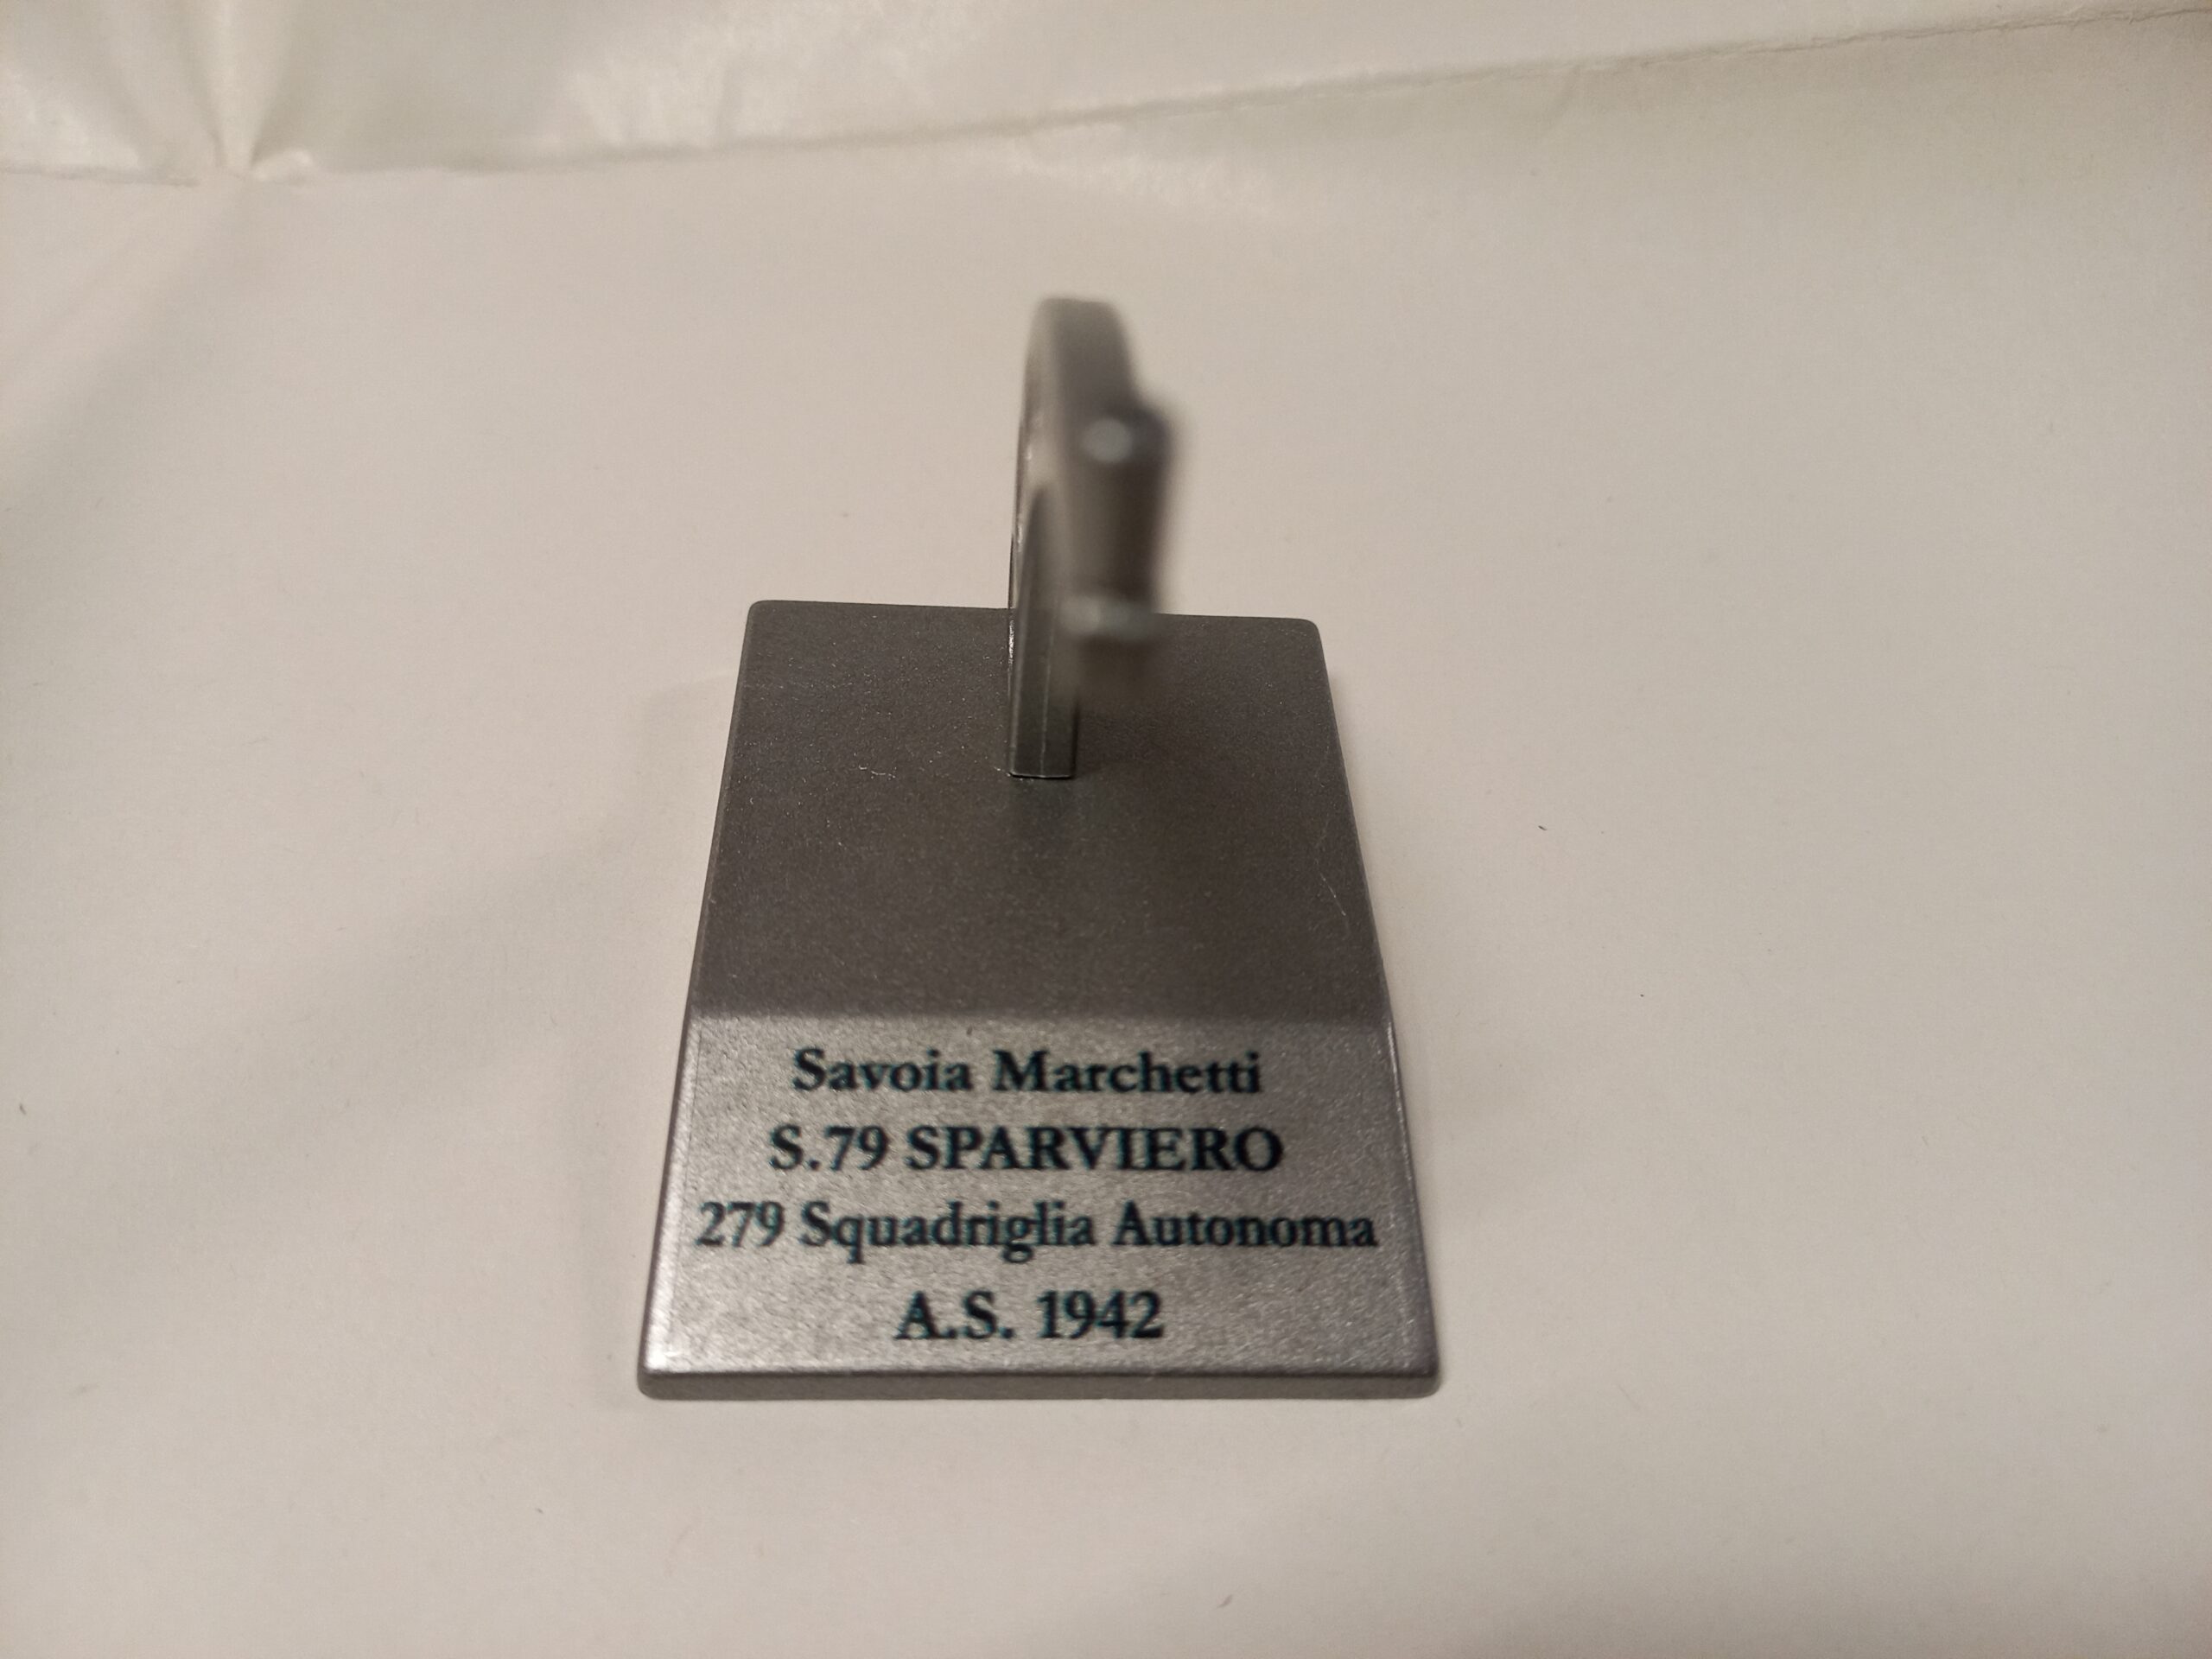 Savoia Marchetti
S.79 SPARVIERO
279 Squadriglia Autonoma
A.S. 1942